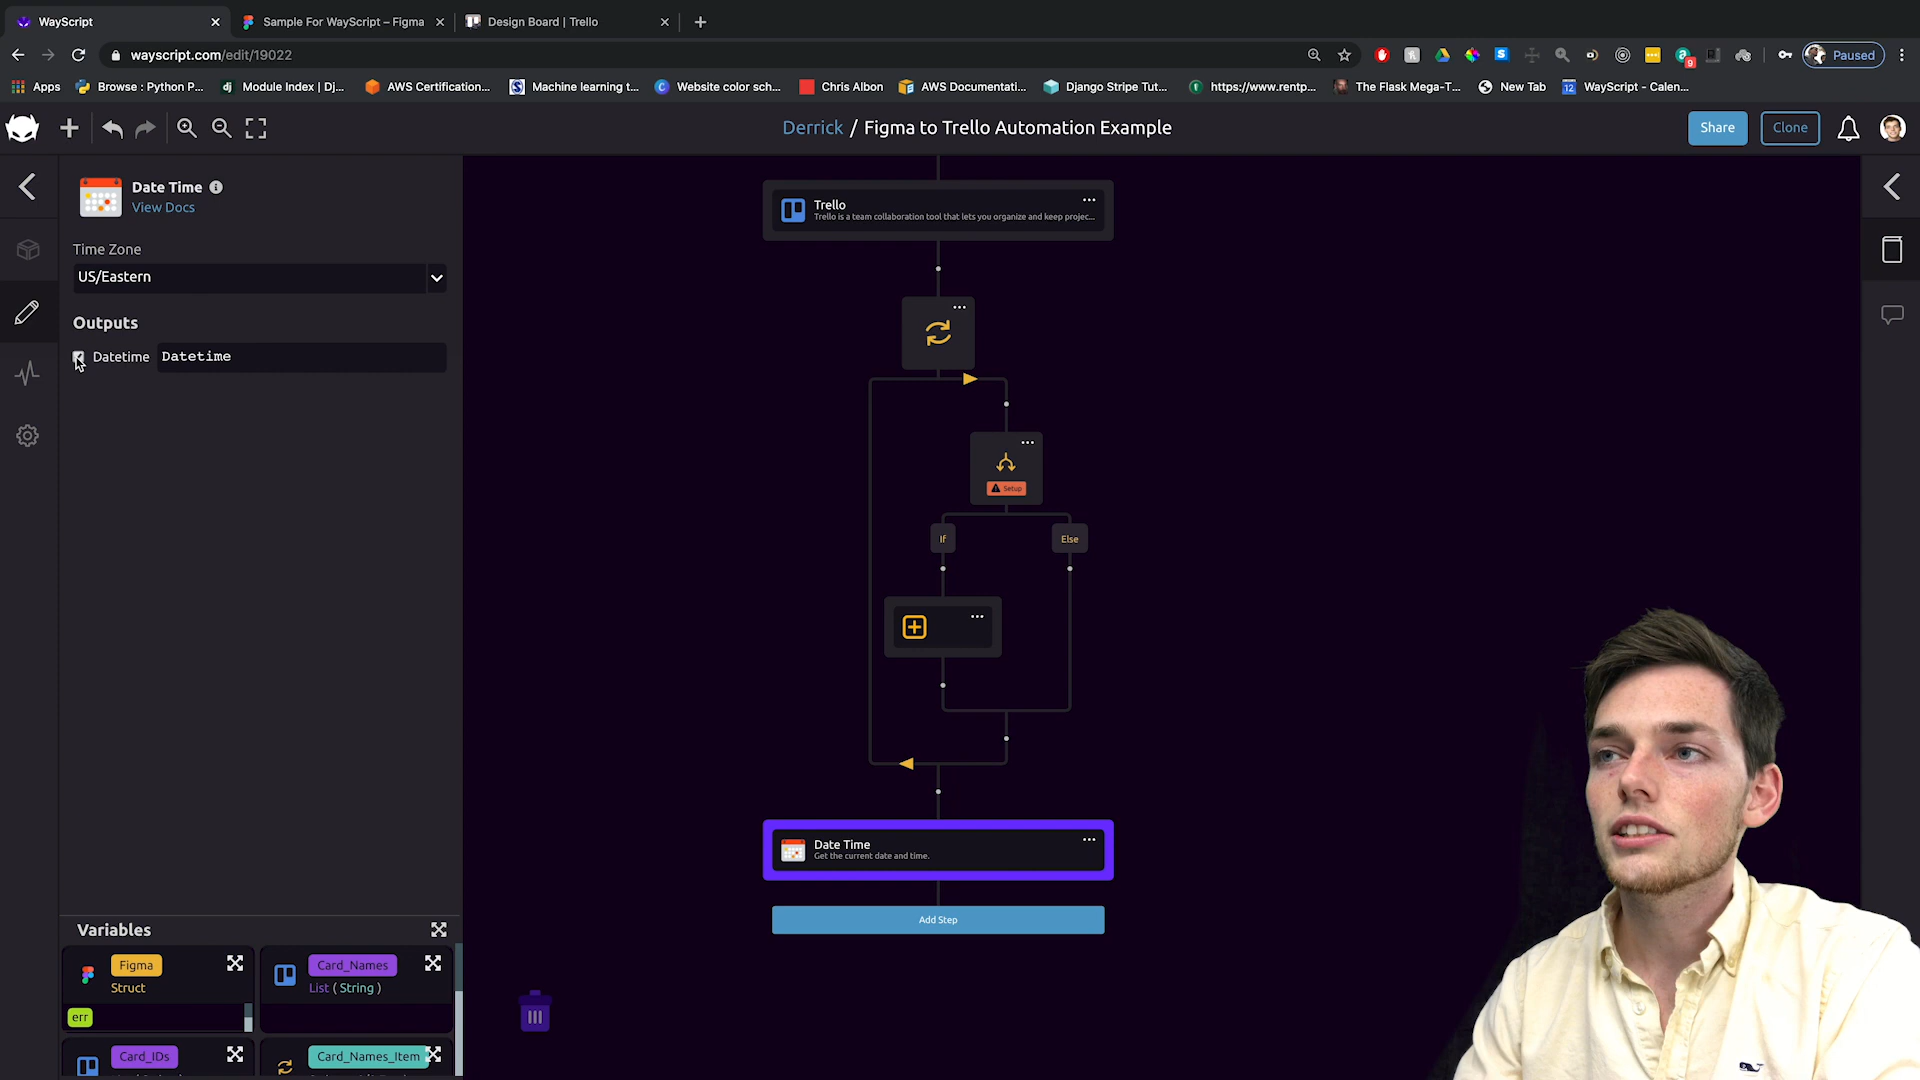 WayScript
Sample For WayScript – Figma
Design Board | Trello
wayscript.com/edit/19022
9
Paused
Apps
Browse : Python P...
dj
Module Index | Dj...
AWS Certification...
Machine learning t...
C
Website color sch...
Chris Albon
AWS Documentati...
Django Stripe Tut...
https://www.rentp...
The Flask Mega-T...
New Tab
12
WayScript - Calen...
Derrick / Figma to Trello Automation Example
Share
Clone
Date Time
View Docs
Time Zone
US/Eastern
Outputs
Datetime
Datetime
Trello
Trello is a team collaboration tool that lets you organize and keep projec...
Setup
If
Else
Date Time
Get the current date and time.
Add Step
Variables
Figma
Struct
err
Card_Names
List ( String )
Card_IDs
Card_Names_Item